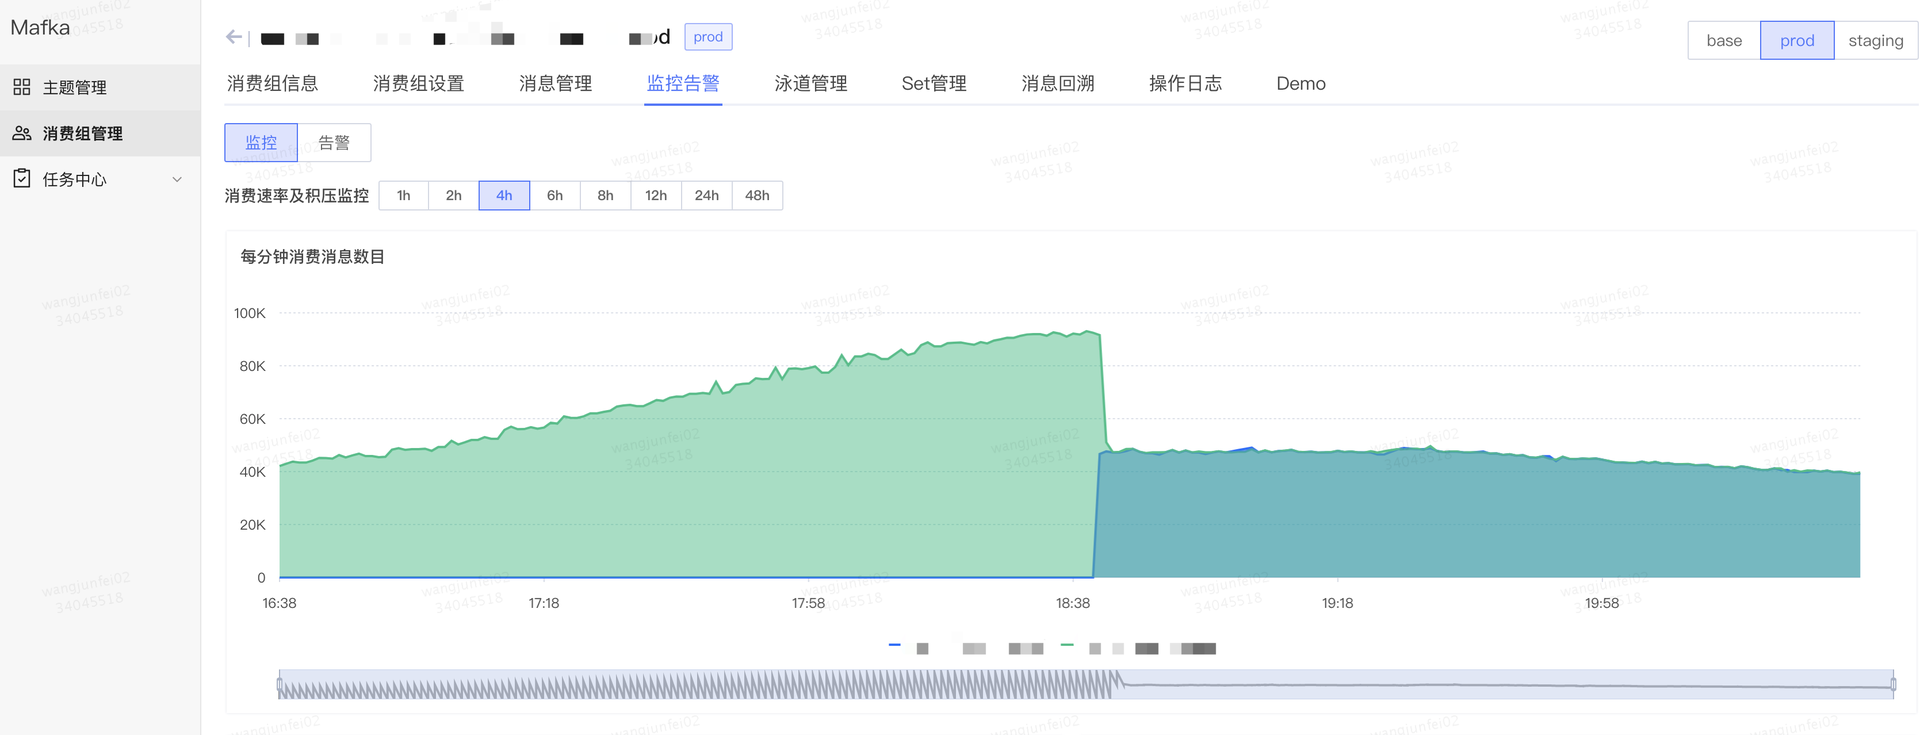 Mafka
主题管理
消费组管理
任务中心
d prod
base prod staging
消费组信息 消费组设置 消息管理 监控告警 泳道管理 Set管理 消息回溯 操作日志 Demo
监控 告警
消费速率及积压监控 1h 2h 4h 6h 8h 12h 24h 48h
每分钟消费消息数目
100K
80K
60K
40K
20K
0
16:38 17:18 17:58 18:38 19:18 19:58
wangjunfei02
34045518